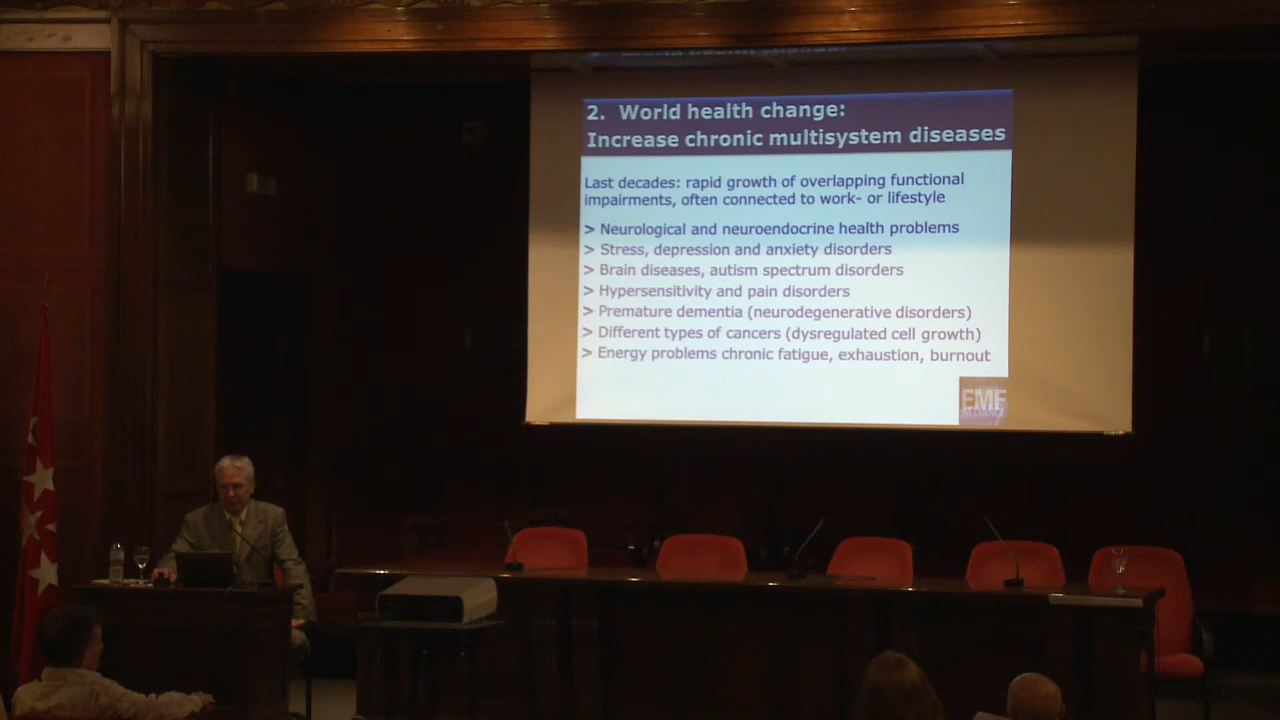 2. World health change:
Increase chronic multisystem diseases
Last decades: rapid growth of overlapping functional
impairments, often connected to work- or lifestyle
> Neurological and neuroendocrine health problems
> Stress, depression and anxiety disorders
> Brain diseases, autism spectrum disorders
> Hypersensitivity and pain disorders
> Premature dementia (neurodegenerative disorders)
> Different types of cancers (dysregulated cell growth)
> Energy problems chronic fatigue, exhaustion, burnout
EMF
ALLIANCE